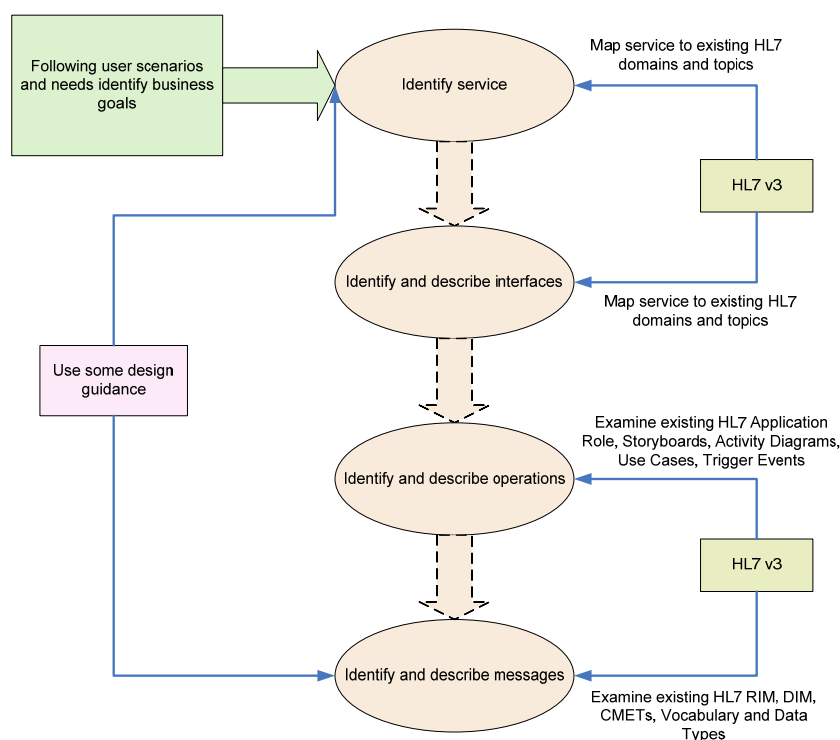 Following user scenarios
and needs identify business
goals
Identify service
Map service to existing HL7
domains and topics
HL7 v3
Identify and describe interfaces
Map service to existing HL7
domains and topics
Use some design
guidance
Examine existing HL7 Application
Role, Storyboards, Activity Diagrams,
Use Cases, Trigger Events
Identify and describe operations
HL7 v3
Identify and describe messages
Examine existing HL7 RIM, DIM,
CMETs, Vocabulary and Data
Types